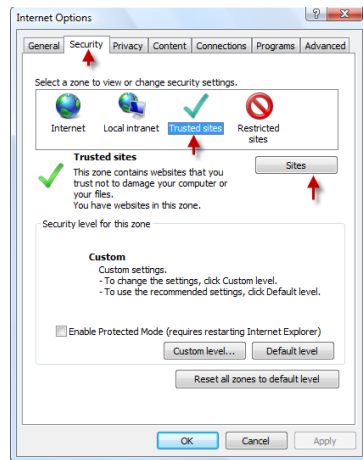 Internet Options
General Security Privacy Content Connections Programs Advanced
Select a zone to view or change security settings.
Internet Local intranet Trusted sites Restricted
sites
Trusted sites
Sites
This zone contains websites that you
trust not to damage your computer or
your files.
You have websites in this zone.
Security level for this zone
Custom
Custom settings.
- To change the settings, click Custom level.
- To use the recommended settings, click Default level.
Enable Protected Mode (requires restarting Internet Explorer)
Custom level... Default level
Reset all zones to default level
OK Cancel Apply